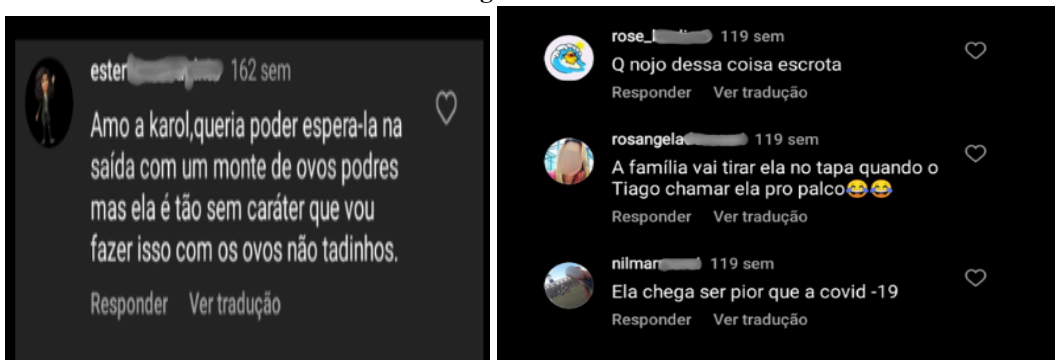 ester 162 sem
Amo a karol,queria poder espera-la na
saída com um monte de ovos podres
mas ela é tão sem caráter que vou
fazer isso com os ovos não tadinhos.
Responder Ver tradução
rose_ 119 sem
Q nojo dessa coisa escrota
Responder Ver tradução
rosangela 119 sem
A família vai tirar ela no tapa quando o
Tiago chamar ela pro palco😂😂
Responder Ver tradução
nilmar 119 sem
Ela chega ser pior que a covid -19
Responder Ver tradução